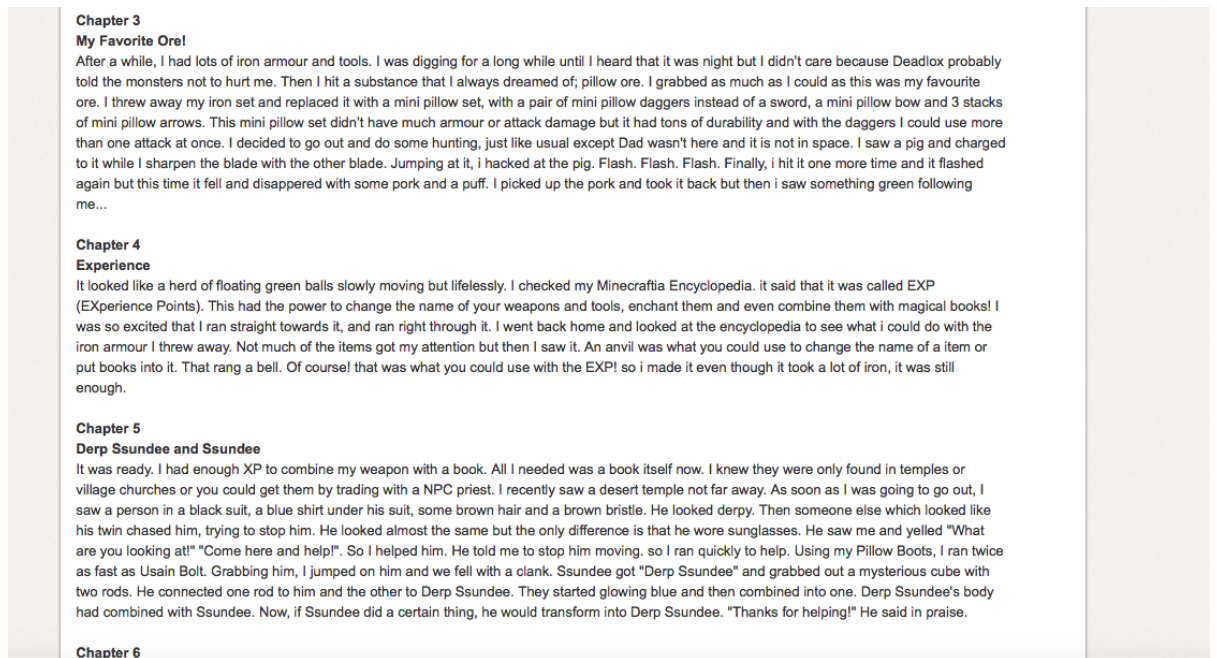 Chapter 3
My Favorite Ore!
After a while, I had lots of iron armour and tools. I was digging for a long while until I heard that it was night but I didn't care because Deadlox probably
told the monsters not to hurt me. Then I hit a substance that I always dreamed of; pillow ore. I grabbed as much as I could as this was my favourite
ore. I threw away my iron set and replaced it with a mini pillow set, with a pair of mini pillow daggers instead of a sword, a mini pillow bow and 3 stacks
of mini pillow arrows. This mini pillow set didn't have much armour or attack damage but it had tons of durability and with the daggers I could use more
than one attack at once. I decided to go out and do some hunting, just like usual except Dad wasn't here and it is not in space. I saw a pig and charged
to it while I sharpen the blade with the other blade. Jumping at it, i hacked at the pig. Flash. Flash. Flash. Finally, i hit it one more time and it flashed
again but this time it fell and disappered with some pork and a puff. I picked up the pork and took it back but then i saw something green following
me...
Chapter 4
Experience
It looked like a herd of floating green balls slowly moving but lifelessly. I checked my Minecraftia Encyclopedia. it said that it was called EXP
(EXperience Points). This had the power to change the name of your weapons and tools, enchant them and even combine them with magical books! I
was so excited that I ran straight towards it, and ran right through it. I went back home and looked at the encyclopedia to see what i could do with the
iron armour I threw away. Not much of the items got my attention but then I saw it. An anvil was what you could use to change the name of a item or
put books into it. That rang a bell. Of course! that was what you could use with the EXP! so i made it even though it took a lot of iron, it was still
enough.
Chapter 5
Derp Ssundee and Ssundee
It was ready. I had enough XP to combine my weapon with a book. All I needed was a book itself now. I knew they were only found in temples or
village churches or you could get them by trading with a NPC priest. I recently saw a desert temple not far away. As soon as I was going to go out, I
saw a person in a black suit, a blue shirt under his suit, some brown hair and a brown bristle. He looked derpy. Then someone else which looked like
his twin chased him, trying to stop him. He looked almost the same but the only difference is that he wore sunglasses. He saw me and yelled "What
are you looking at!" "Come here and help!". So I helped him. He told me to stop him moving. so I ran quickly to help. Using my Pillow Boots, I ran twice
as fast as Usain Bolt. Grabbing him, I jumped on him and we fell with a clank. Ssundee got "Derp Ssundee" and grabbed out a mysterious cube with
two rods. He connected one rod to him and the other to Derp Ssundee. They started glowing blue and then combined into one. Derp Ssundee's body
had combined with Ssundee. Now, if Ssundee did a certain thing, he would transform into Derp Ssundee. "Thanks for helping!" He said in praise.
Chapter 6